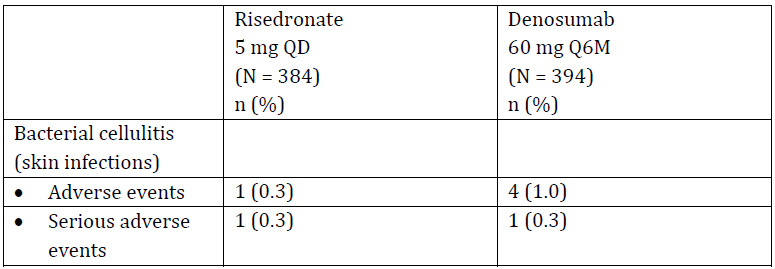 Risedronate
5 mg QD
(N = 384)
n (%)
Denosumab
60 mg Q6M
(N = 394)
n (%)
Bacterial cellulitis
(skin infections)
• Adverse events
1 (0.3)
4 (1.0)
• Serious adverse
events
1 (0.3)
1 (0.3)